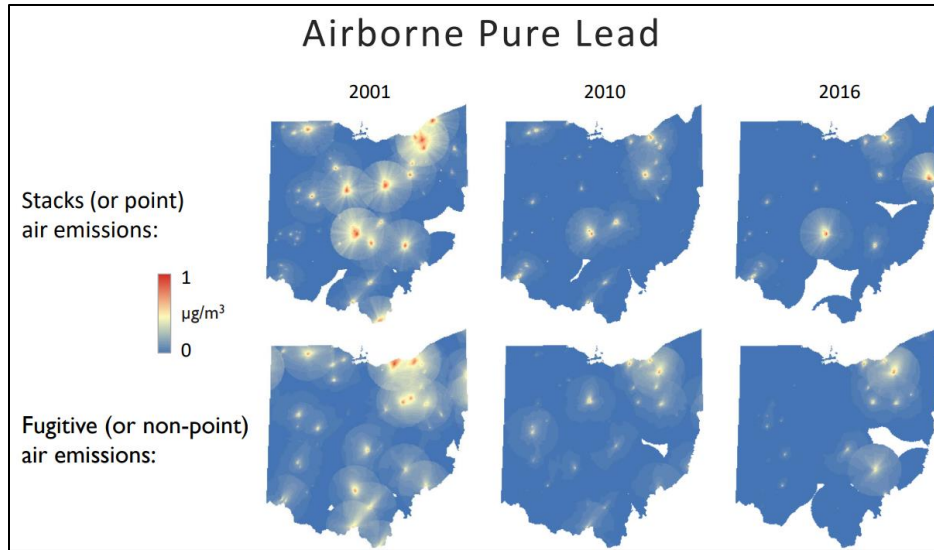 Airborne Pure Lead
2001 2010 2016
Stacks (or point)
air emissions:
1
µg/m³
0
Fugitive (or non-point)
air emissions: